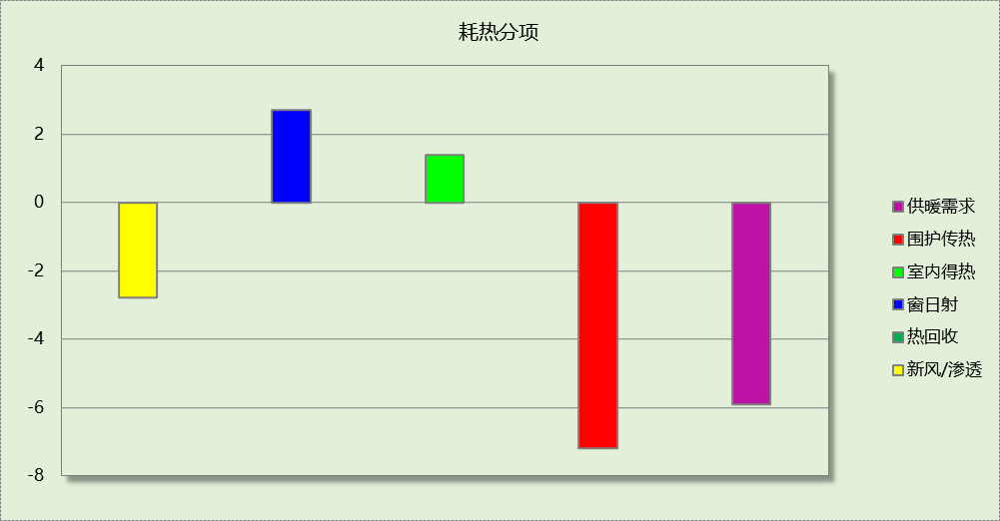 耗热分项
4
2
0
-2
-4
-6
-8
供暖需求
围护传热
室内得热
窗日射
热回收
新风/渗透